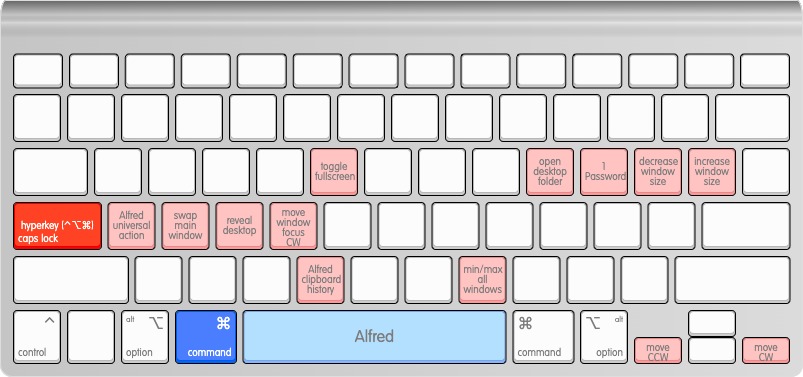 toggle
fullscreen
open
desktop
folder
1
Password
decrease
window
size
increase
window
size
hyperkey (^⌥⌘)
caps lock
Alfred
universal
action
swap
main
window
reveal
desktop
move
window
focus
CW
Alfred
clipboard
history
min/max
all
windows
^
control
alt ⌥
option
⌘
command
Alfred
⌘
command
⌥ alt
option
move
CCW
move
CW